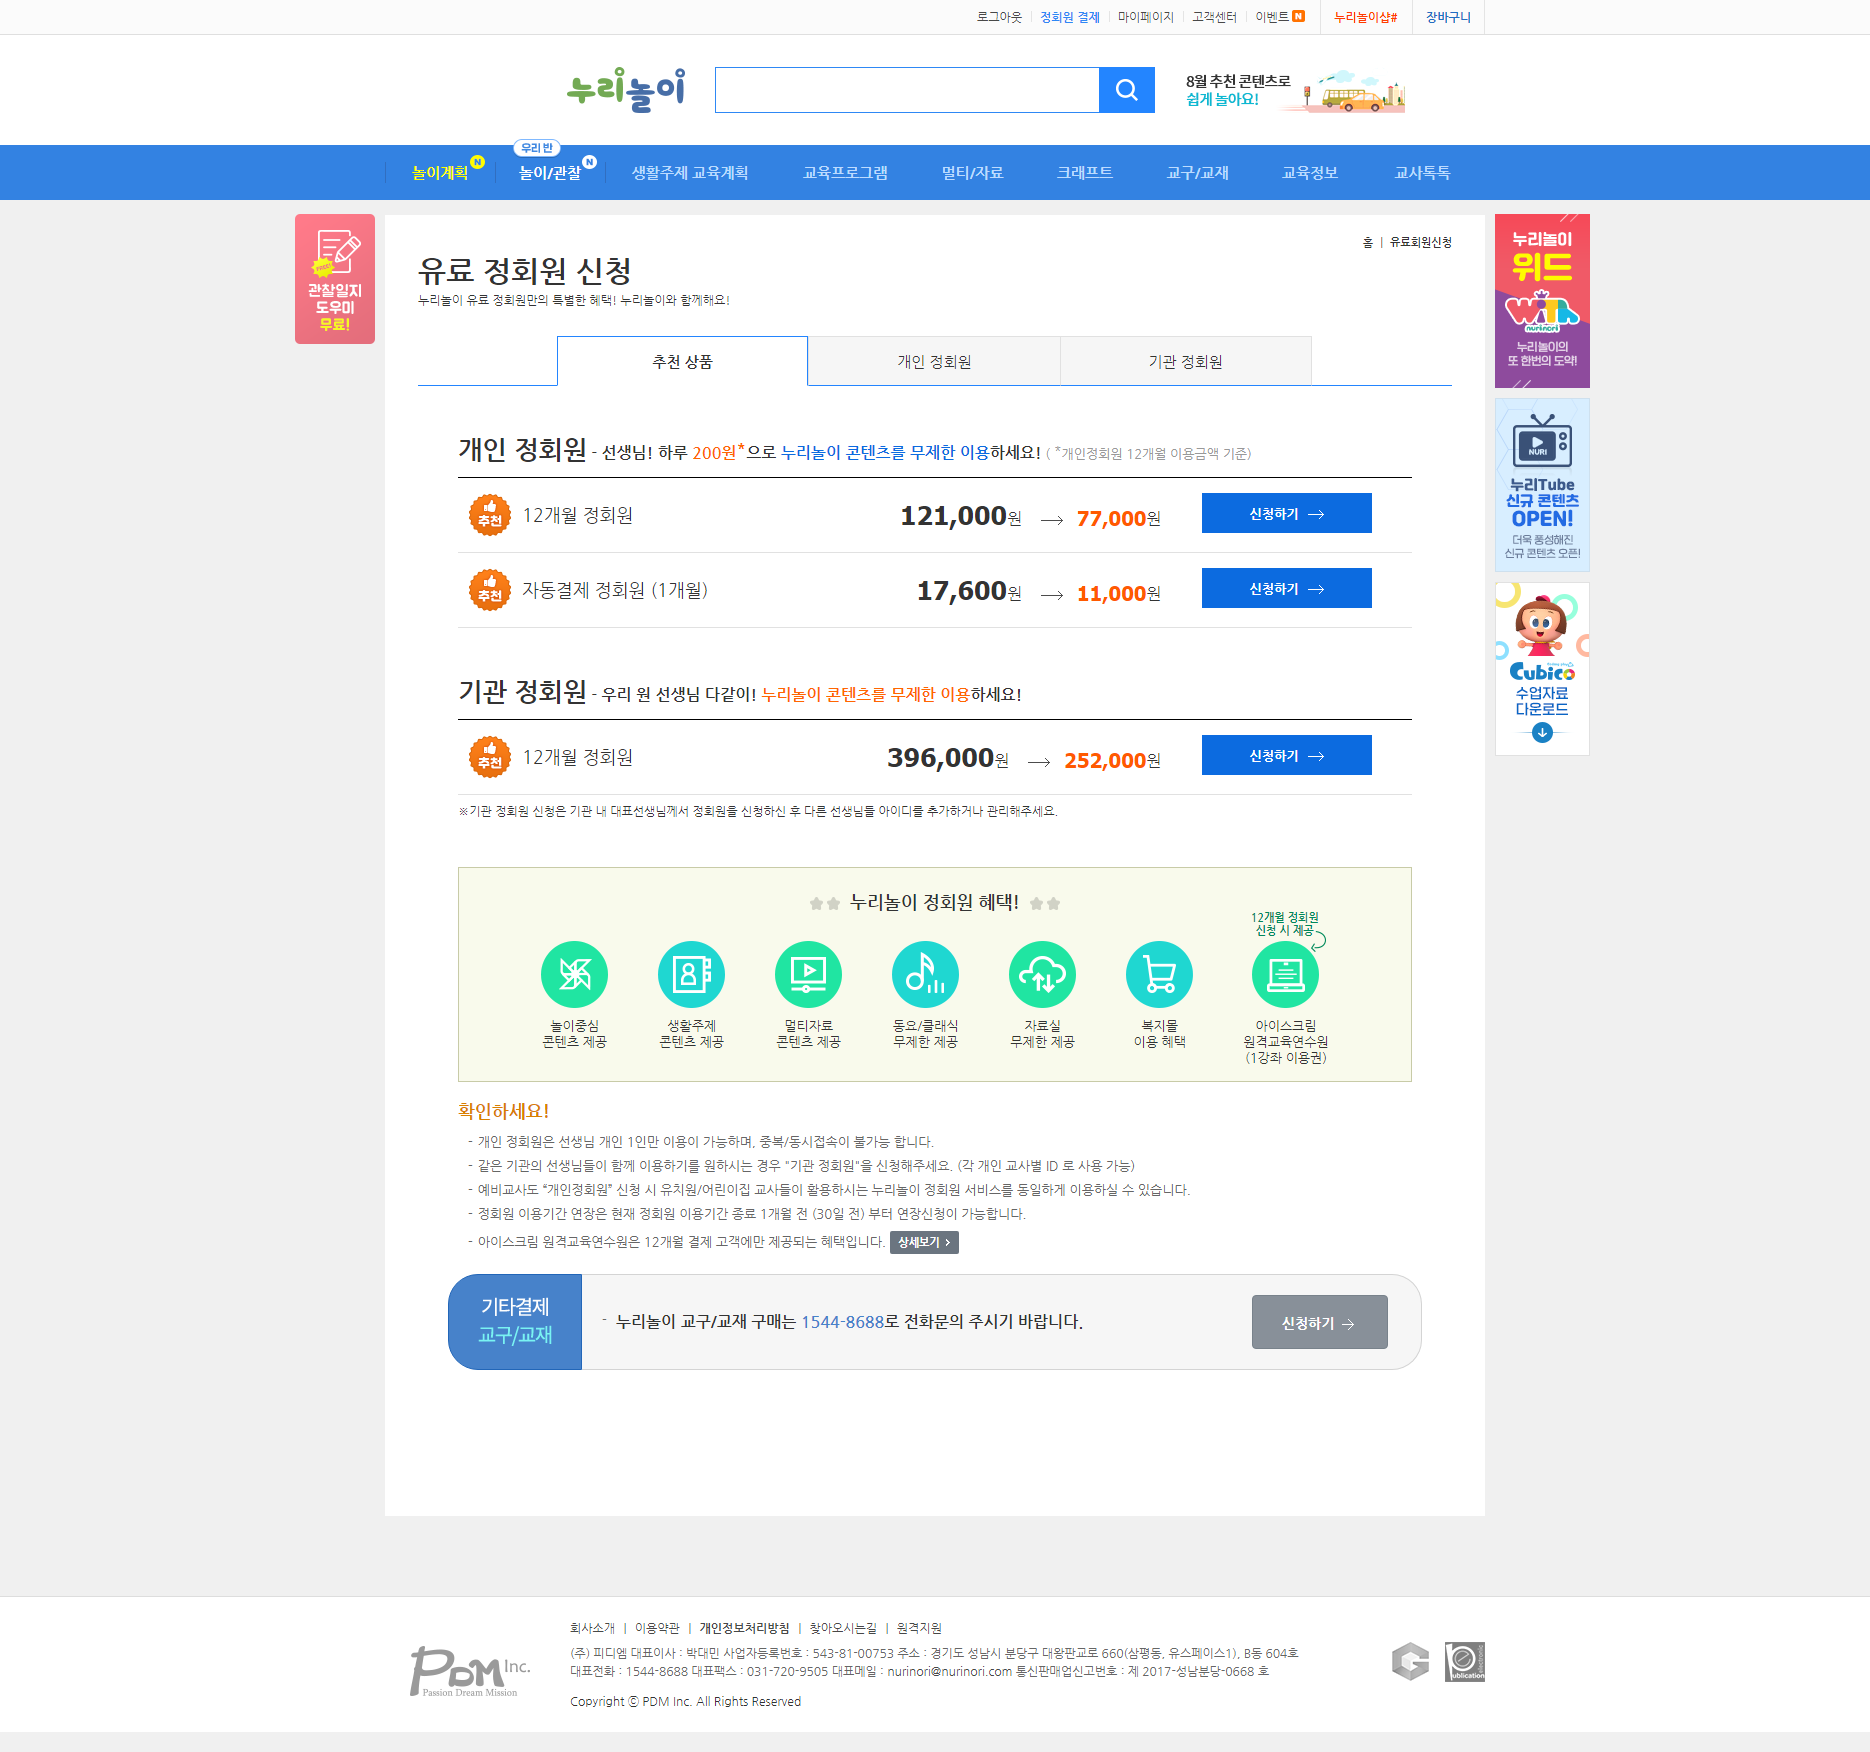 로그아웃 정회원 결제 마이페이지 고객센터 이벤트 N 누리놀이샵# 장바구니
누리놀이
8월 추천 콘텐츠로
쉽게 놀아요!
우리 반
놀이계획 N 놀이/관찰 N 생활주제 교육계획 교육프로그램 멀티/자료 크래프트 교구/교재 교육정보 교사톡톡
FREE
관찰일지
도우미
무료!
홈 | 유료회원신청
유료 정회원 신청
누리놀이 유료 정회원만의 특별한 혜택! 누리놀이와 함께해요!
추천 상품 개인 정회원 기관 정회원
개인 정회원 - 선생님! 하루 200원*으로 누리놀이 콘텐츠를 무제한 이용하세요! ( *개인정회원 12개월 이용금액 기준)
추천 12개월 정회원 121,000원 → 77,000원 신청하기 →
추천 자동결제 정회원 (1개월) 17,600원 → 11,000원 신청하기 →
기관 정회원 - 우리 원 선생님 다같이! 누리놀이 콘텐츠를 무제한 이용하세요!
추천 12개월 정회원 396,000원 → 252,000원 신청하기 →
※기관 정회원 신청은 기관 내 대표선생님께서 정회원을 신청하신 후 다른 선생님들 아이디를 추가하거나 관리해주세요.
누리놀이 정회원 혜택!
12개월 정회원
신청 시 제공
놀이중심
콘텐츠 제공
생활주제
콘텐츠 제공
멀티자료
콘텐츠 제공
동요/클래식
무제한 제공
자료실
무제한 제공
복지몰
이용 혜택
아이스크림
원격교육연수원
(1강좌 이용권)
확인하세요!
- 개인 정회원은 선생님 개인 1인만 이용이 가능하며, 중복/동시접속이 불가능 합니다.
- 같은 기관의 선생님들이 함께 이용하기를 원하시는 경우 "기관 정회원"을 신청해주세요. (각 개인 교사별 ID 로 사용 가능)
- 예비교사도 “개인정회원” 신청 시 유치원/어린이집 교사들이 활용하시는 누리놀이 정회원 서비스를 동일하게 이용하실 수 있습니다.
- 정회원 이용기간 연장은 현재 정회원 이용기간 종료 1개월 전 (30일 전) 부터 연장신청이 가능합니다.
- 아이스크림 원격교육연수원은 12개월 결제 고객에만 제공되는 혜택입니다. 상세보기 >
기타결제
교구/교재
- 누리놀이 교구/교재 구매는 1544-8688로 전화문의 주시기 바랍니다.
신청하기 →
누리놀이
위드
WITH
nurinori
누리놀이의
또 한번의 도약!
NURI
누리Tube
신규 콘텐츠
OPEN!
더욱 풍성해진
신규 콘텐츠 오픈!
Cubico
수업자료
다운로드
회사소개 | 이용약관 | 개인정보처리방침 | 찾아오시는길 | 원격지원
(주) 피디엠 대표이사 : 박대민 사업자등록번호 : 543-81-00753 주소 : 경기도 성남시 분당구 대왕판교로 660(삼평동, 유스페이스1), B동 604호
대표전화 : 1544-8688 대표팩스 : 031-720-9505 대표메일 : nurinori@nurinori.com 통신판매업신고번호 : 제 2017-성남분당-0668 호
Copyright ⓒ PDM Inc. All Rights Reserved
PDM Inc.
Passion Dream Mission
publication
electronic